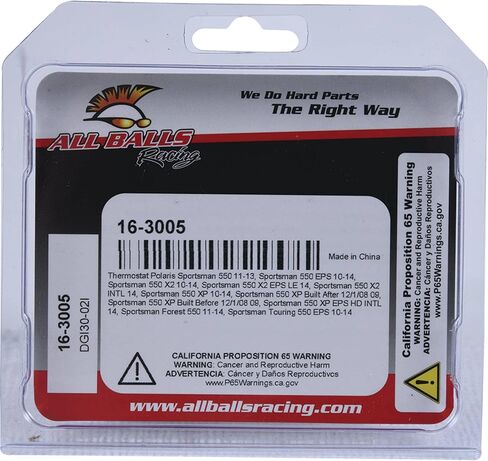 We Do Hard Parts
The Right Way
ALL BALLS
Racing
16-3005
Made in China
Thermostat Polaris Sportsman 550 11-13, Sportsman 550 EPS 10-14,
Sportsman 550 X2 10-14, Sportsman 550 X2 EPS LE 14, Sportsman 550 X2
INTL 14, Sportsman 550 XP 10-14, Sportsman 550 XP Built After 12/1/08 09,
Sportsman 550 XP Built Before 12/1/08 09, Sportsman 550 XP EPS HD INTL
14, Sportsman Forest 550 11-14, Sportsman Touring 550 EPS 10-14
CALIFORNIA PROPOSITION 65 WARNING
WARNING: Cancer and Reproductive Harm
ADVERTENCIA: Cáncer y Daños Reproductivos
www.P65Warnings.ca.gov
16-3005
DGI30-02I
California Proposition 65 Warning
WARNING: Cancer and Reproductive Harm
ADVERTENCIA: Cáncer y Daños Reproductivos
www.P65Warnings.ca.gov
www.allballsracing.com